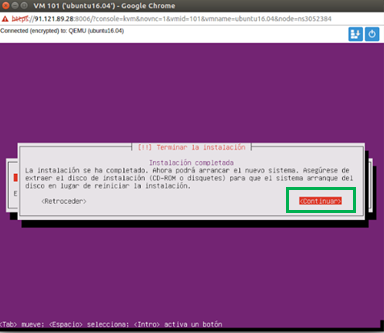 VM 101 ('ubuntu16.04') - Google Chrome
https://91.121.89.28:8006/?console=kvm&novnc=1&vmid=101&vmname=ubuntu16.04&node=ns3052384
Connected (encrypted) to: QEMU (ubuntu16.04)
[!!] Terminar la instalación
Instalación completada
La instalación se ha completado. Ahora podrá arrancar el nuevo sistema. Asegúrese de
extraer el disco de instalación (CD-ROM o disquetes) para que el sistema arranque del
disco en lugar de reiniciar la instalación.
<Retroceder>
<Continuar>
<Tab> mueve; <Espacio> selecciona; <Intro> activa un botón